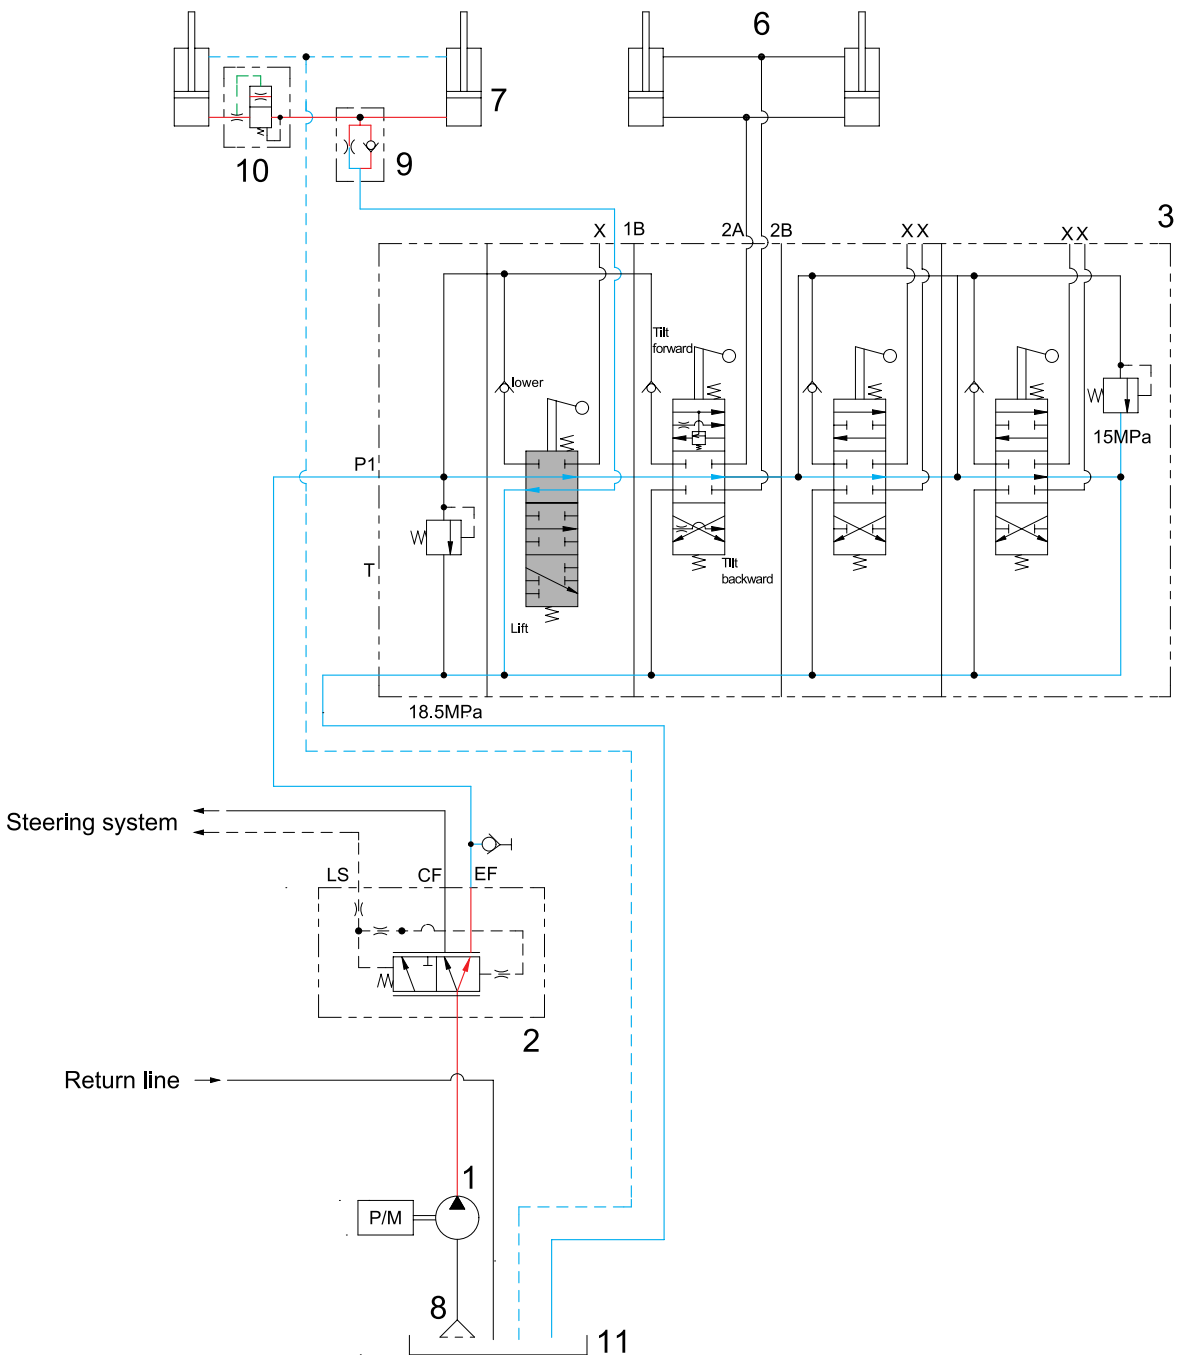 6
7
10
9
3
X
1B
2A
2B
X X
X X
Tilt
forward
lower
15MPa
P1
T
Tilt
backward
Lift
18.5MPa
Steering system
LS
CF
EF
2
Return line
1
P/M
8
11